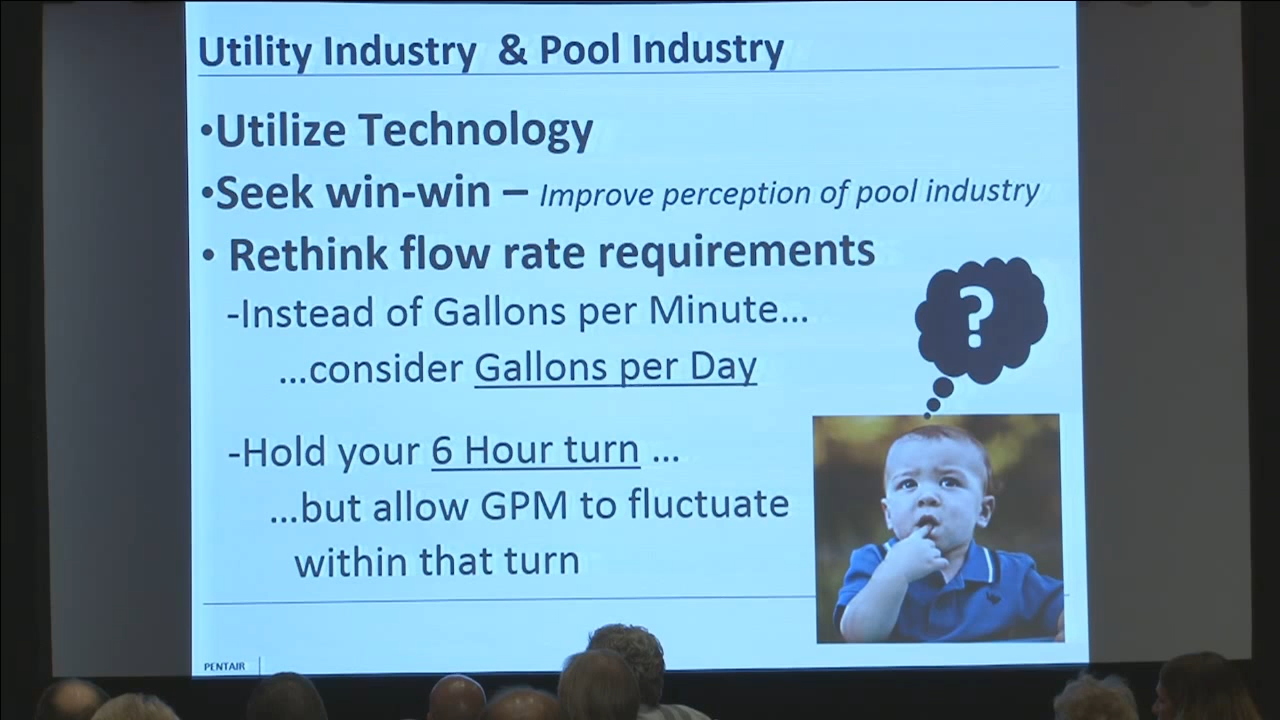 Utility Industry & Pool Industry
•Utilize Technology
•Seek win-win – Improve perception of pool industry
• Rethink flow rate requirements
-Instead of Gallons per Minute...
...consider Gallons per Day
?
-Hold your 6 Hour turn ...
...but allow GPM to fluctuate
within that turn
PENTAIR